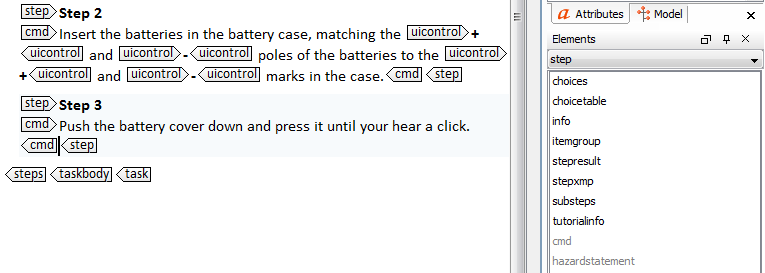 step Step 2
cmd Insert the batteries in the battery case, matching the uicontrol +
uicontrol and uicontrol - uicontrol poles of the batteries to the uicontrol
+ uicontrol and uicontrol - uicontrol marks in the case. cmd step
step Step 3
cmd Push the battery cover down and press it until your hear a click.
cmd step
steps taskbody task
a Attributes Model
Elements
step
choices
choicetable
info
itemgroup
stepresult
stepxmp
substeps
tutorialinfo
cmd
hazardstatement